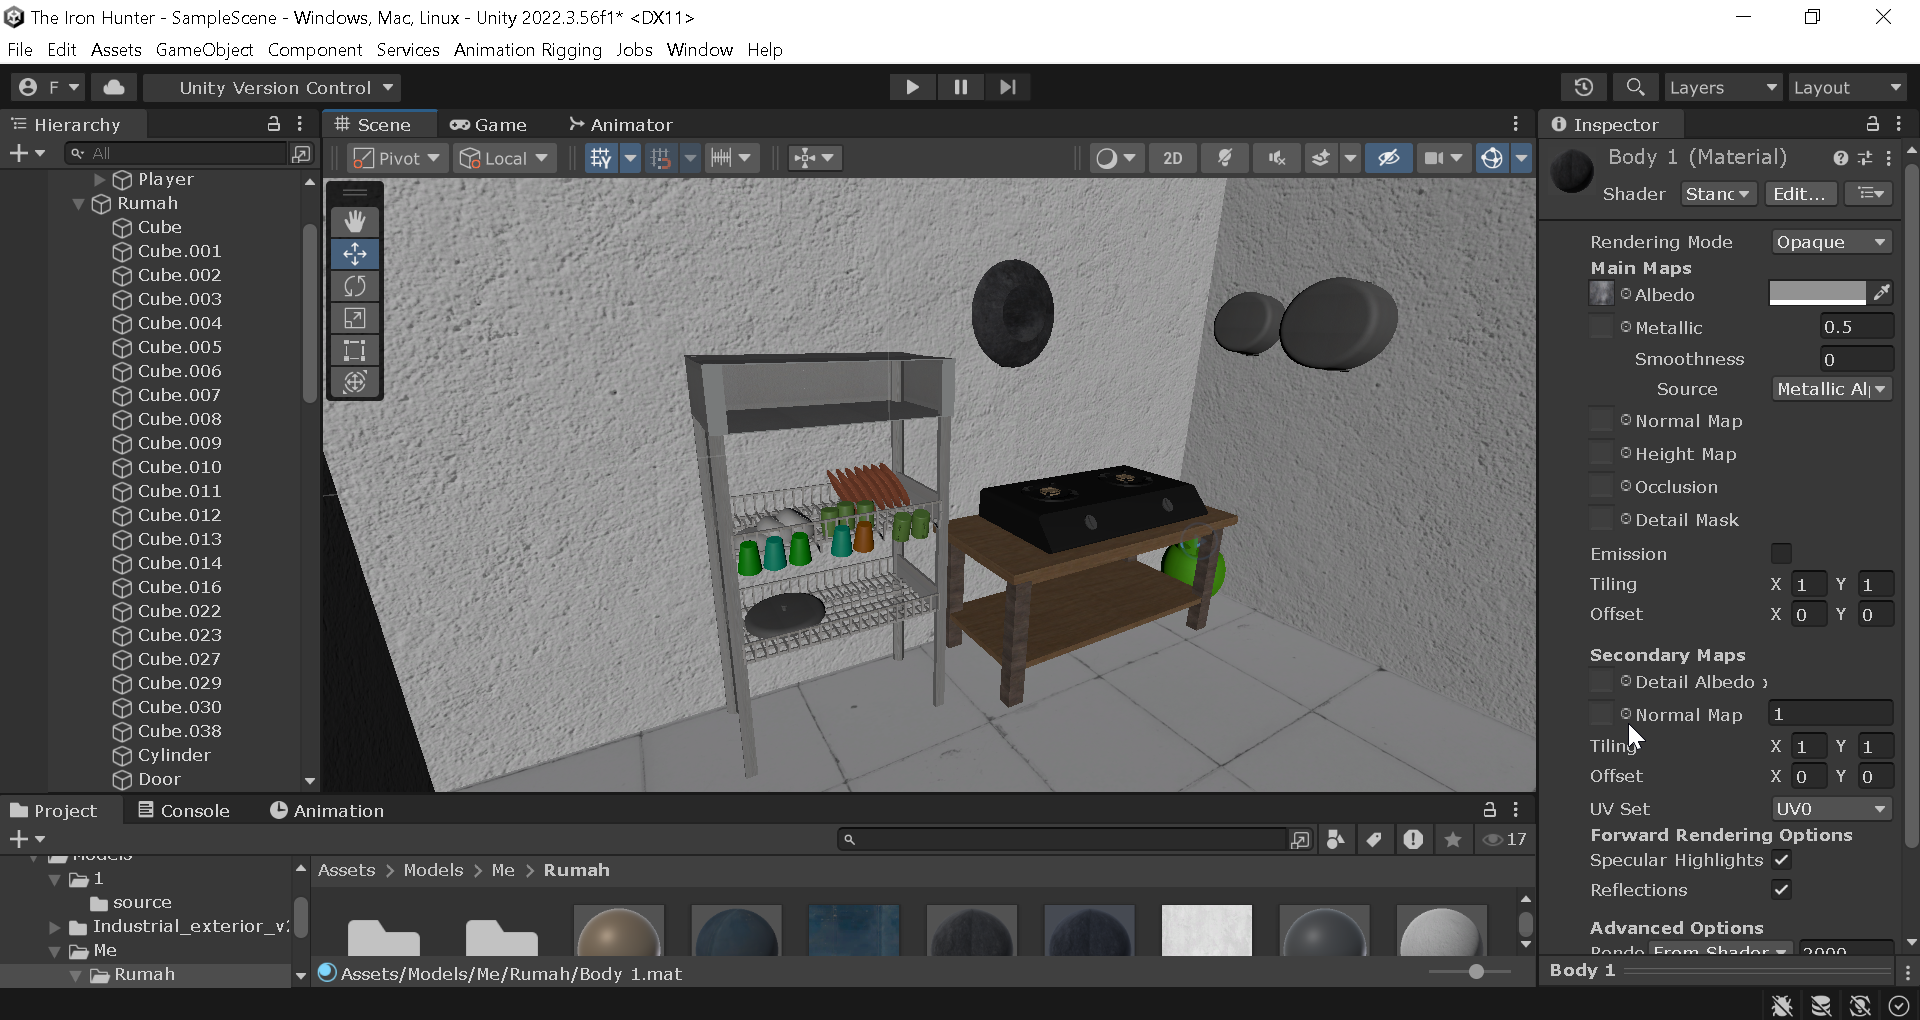 The Iron Hunter - SampleScene - Windows, Mac, Linux - Unity 2022.3.56f1* <DX11>
File Edit Assets GameObject Component Services Animation Rigging Jobs Window Help
F
Unity Version Control
Layers
Layout
Hierarchy
All
Player
Rumah
Cube
Cube.001
Cube.002
Cube.003
Cube.004
Cube.005
Cube.006
Cube.007
Cube.008
Cube.009
Cube.010
Cube.011
Cube.012
Cube.013
Cube.014
Cube.016
Cube.022
Cube.023
Cube.027
Cube.029
Cube.030
Cube.038
Cylinder
Door
Scene
Game
Animator
Pivot
Local
2D
Inspector
Body 1 (Material)
Shader
Stanc
Edit...
Rendering Mode
Opaque
Main Maps
Albedo
Metallic
0.5
Smoothness
0
Source
Metallic Al
Normal Map
Height Map
Occlusion
Detail Mask
Emission
Tiling X 1 Y 1
Offset X 0 Y 0
Secondary Maps
Detail Albedo
Normal Map
1
Tiling X 1 Y 1
Offset X 0 Y 0
UV Set
UV0
Forward Rendering Options
Specular Highlights
Reflections
Advanced Options
From Shader
2000
Body 1
Project
Console
Animation
17
Models
1
source
Industrial_exterior_v
Me
Rumah
Assets > Models > Me > Rumah
Assets/Models/Me/Rumah/Body 1.mat